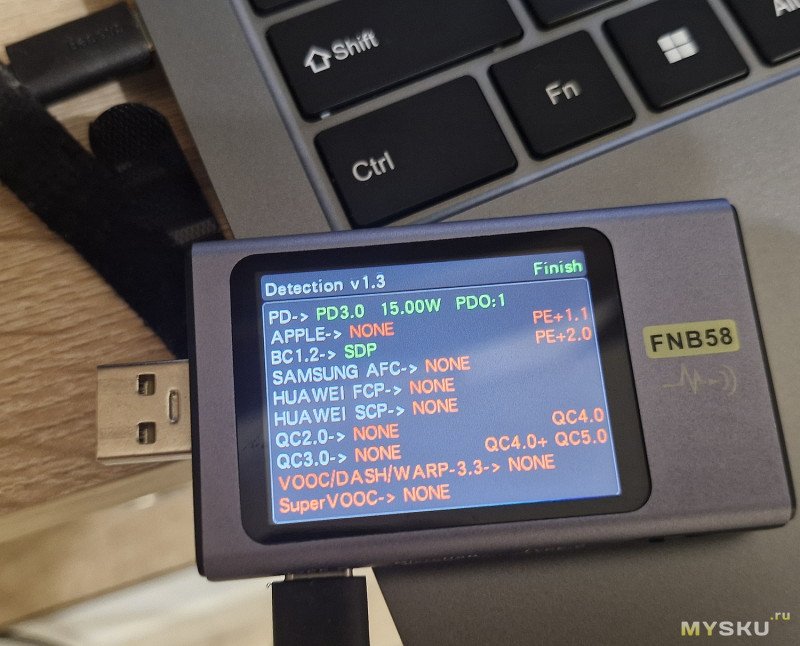 Shift
Fn
Ctrl
Detection v1.3 Finish
PD-> PD3.0 15.00W PDO:1
APPLE-> NONE PE+1.1
BC1.2-> SDP PE+2.0
SAMSUNG AFC-> NONE
HUAWEI FCP-> NONE
HUAWEI SCP-> NONE
QC2.0-> NONE QC4.0
QC3.0-> NONE QC4.0+ QC5.0
VOOC/DASH/WARP-3.3-> NONE
SuperVOOC-> NONE
FNB58
MYSKU.ru